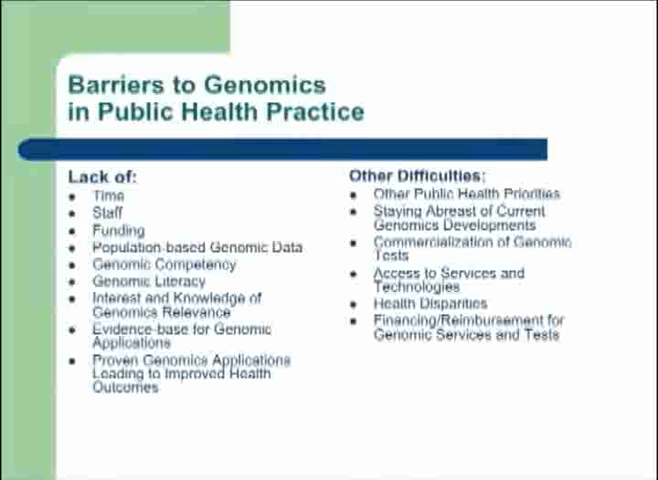 Barriers to Genomics
in Public Health Practice
Lack of:
• Time
• Staff
• Funding
• Population-based Genomic Data
• Genomic Competency
• Genomic Literacy
• Interest and Knowledge of
Genomics Relevance
• Evidence-base for Genomic
Applications
• Proven Genomics Applications
Leading to Improved Health
Outcomes
Other Difficulties:
• Other Public Health Priorities
• Staying Abreast of Current
Genomics Developments
• Commercialization of Genomic
Tests
• Access to Services and
Technologies
• Health Disparities
• Financing/Reimbursement for
Genomic Services and Tests